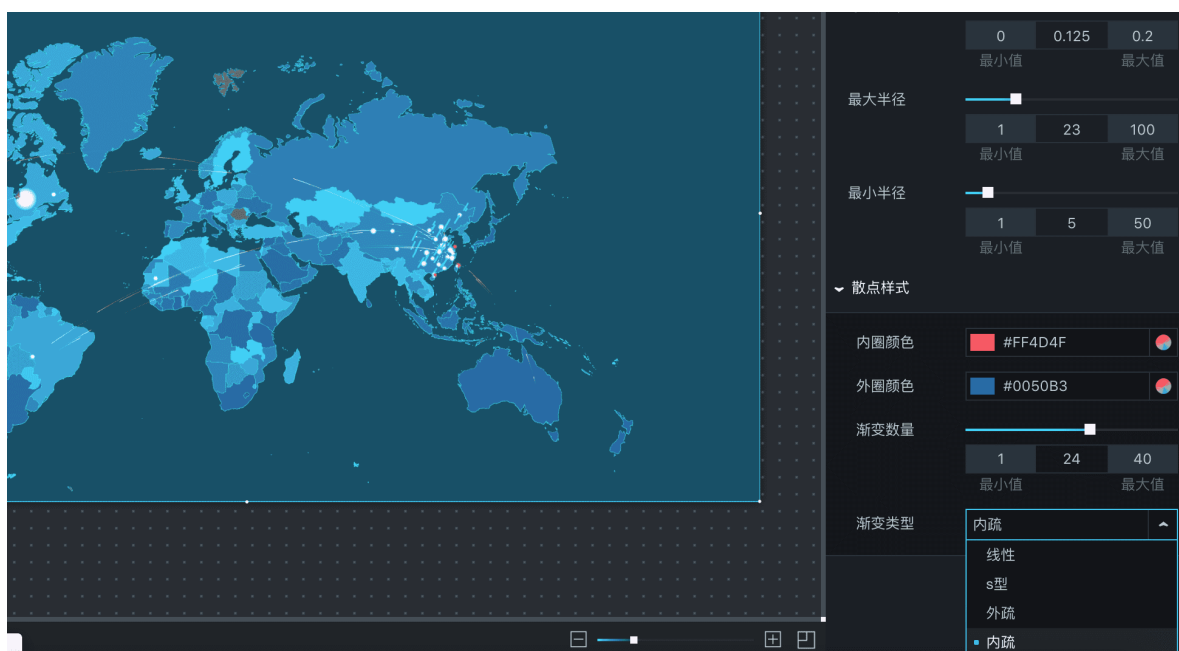 0 0.125 0.2
最小值 最大值
最大半径
1 23 100
最小值 最大值
最小半径
1 5 50
最小值 最大值
散点样式
内圈颜色 #FF4D4F
外圈颜色 #0050B3
渐变数量
1 24 40
最小值 最大值
渐变类型 内疏
线性
s型
外疏
内疏